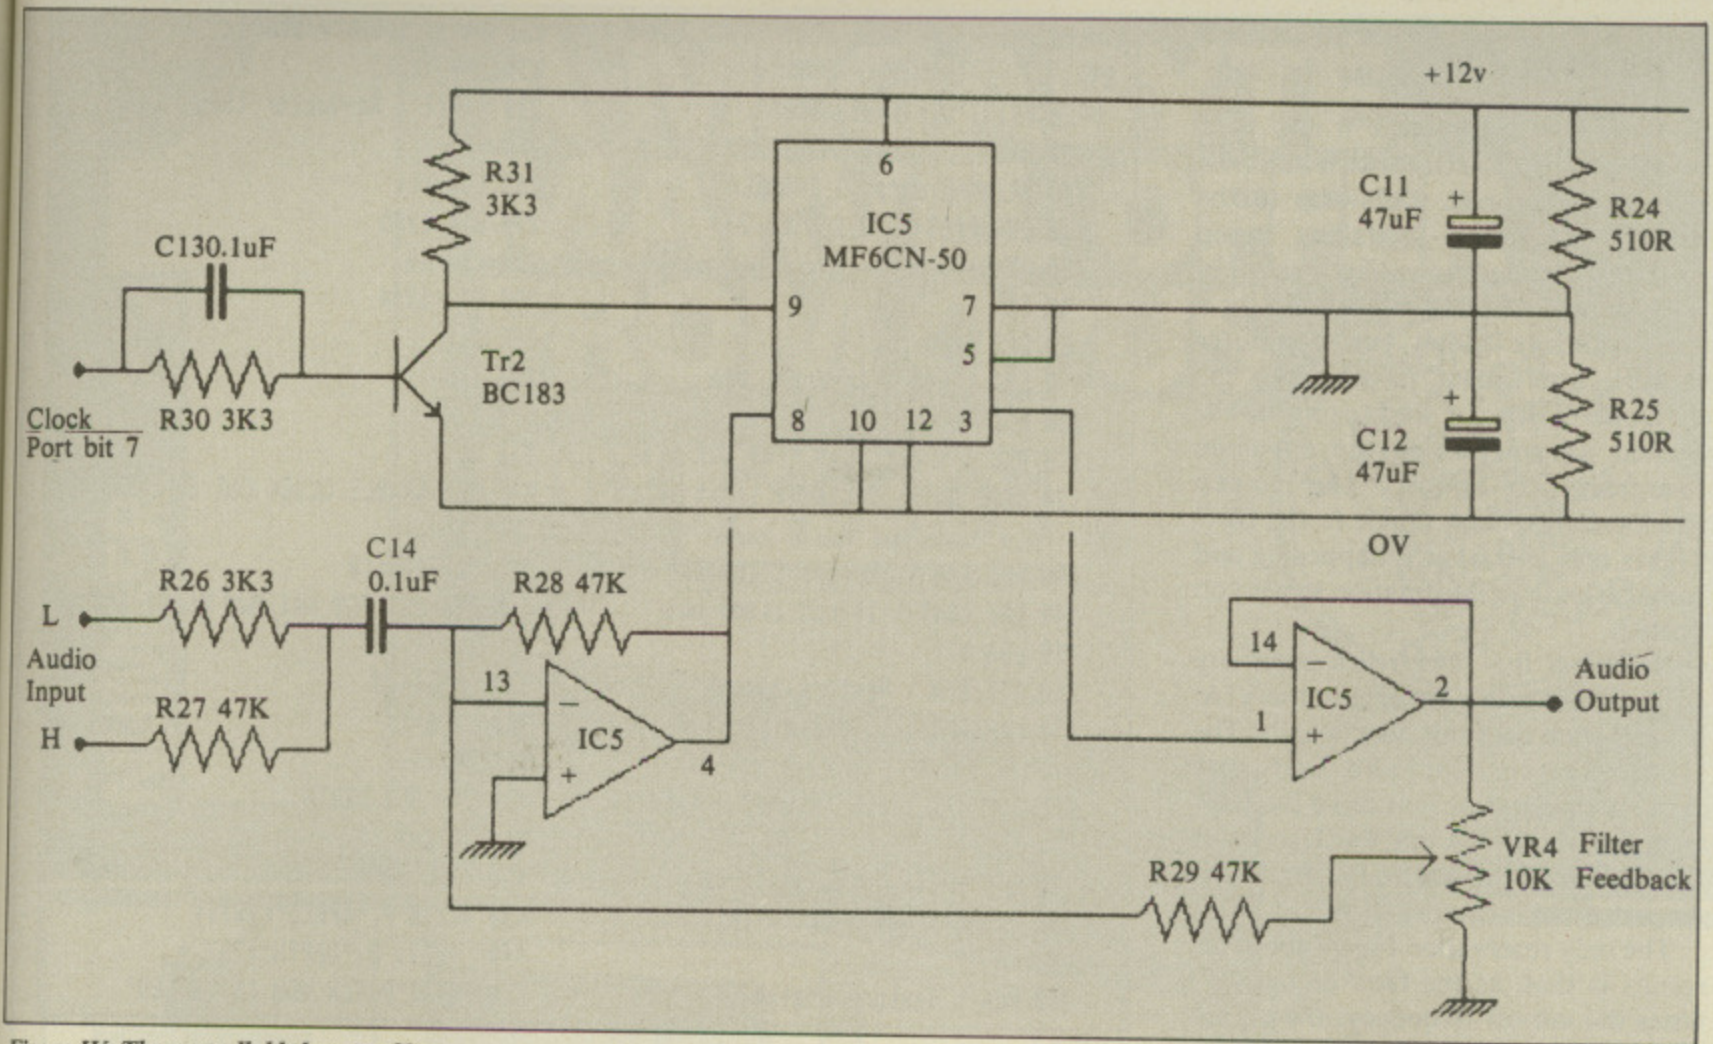 +12v
R31
3K3
6
IC5
MF6CN-50
C11
47uF
+
R24
510R
C130.1uF
9
7
5
Tr2
BC183
Clock
Port bit 7
R30 3K3
8
10
12
3
+
C12
47uF
R25
510R
OV
C14
0.1uF
R26 3K3
R28 47K
L
Audio
Input
R27 47K
H
13
−
IC5
+
4
14
−
IC5
1
+
2
Audio
Output
R29 47K
VR4 Filter
10K Feedback